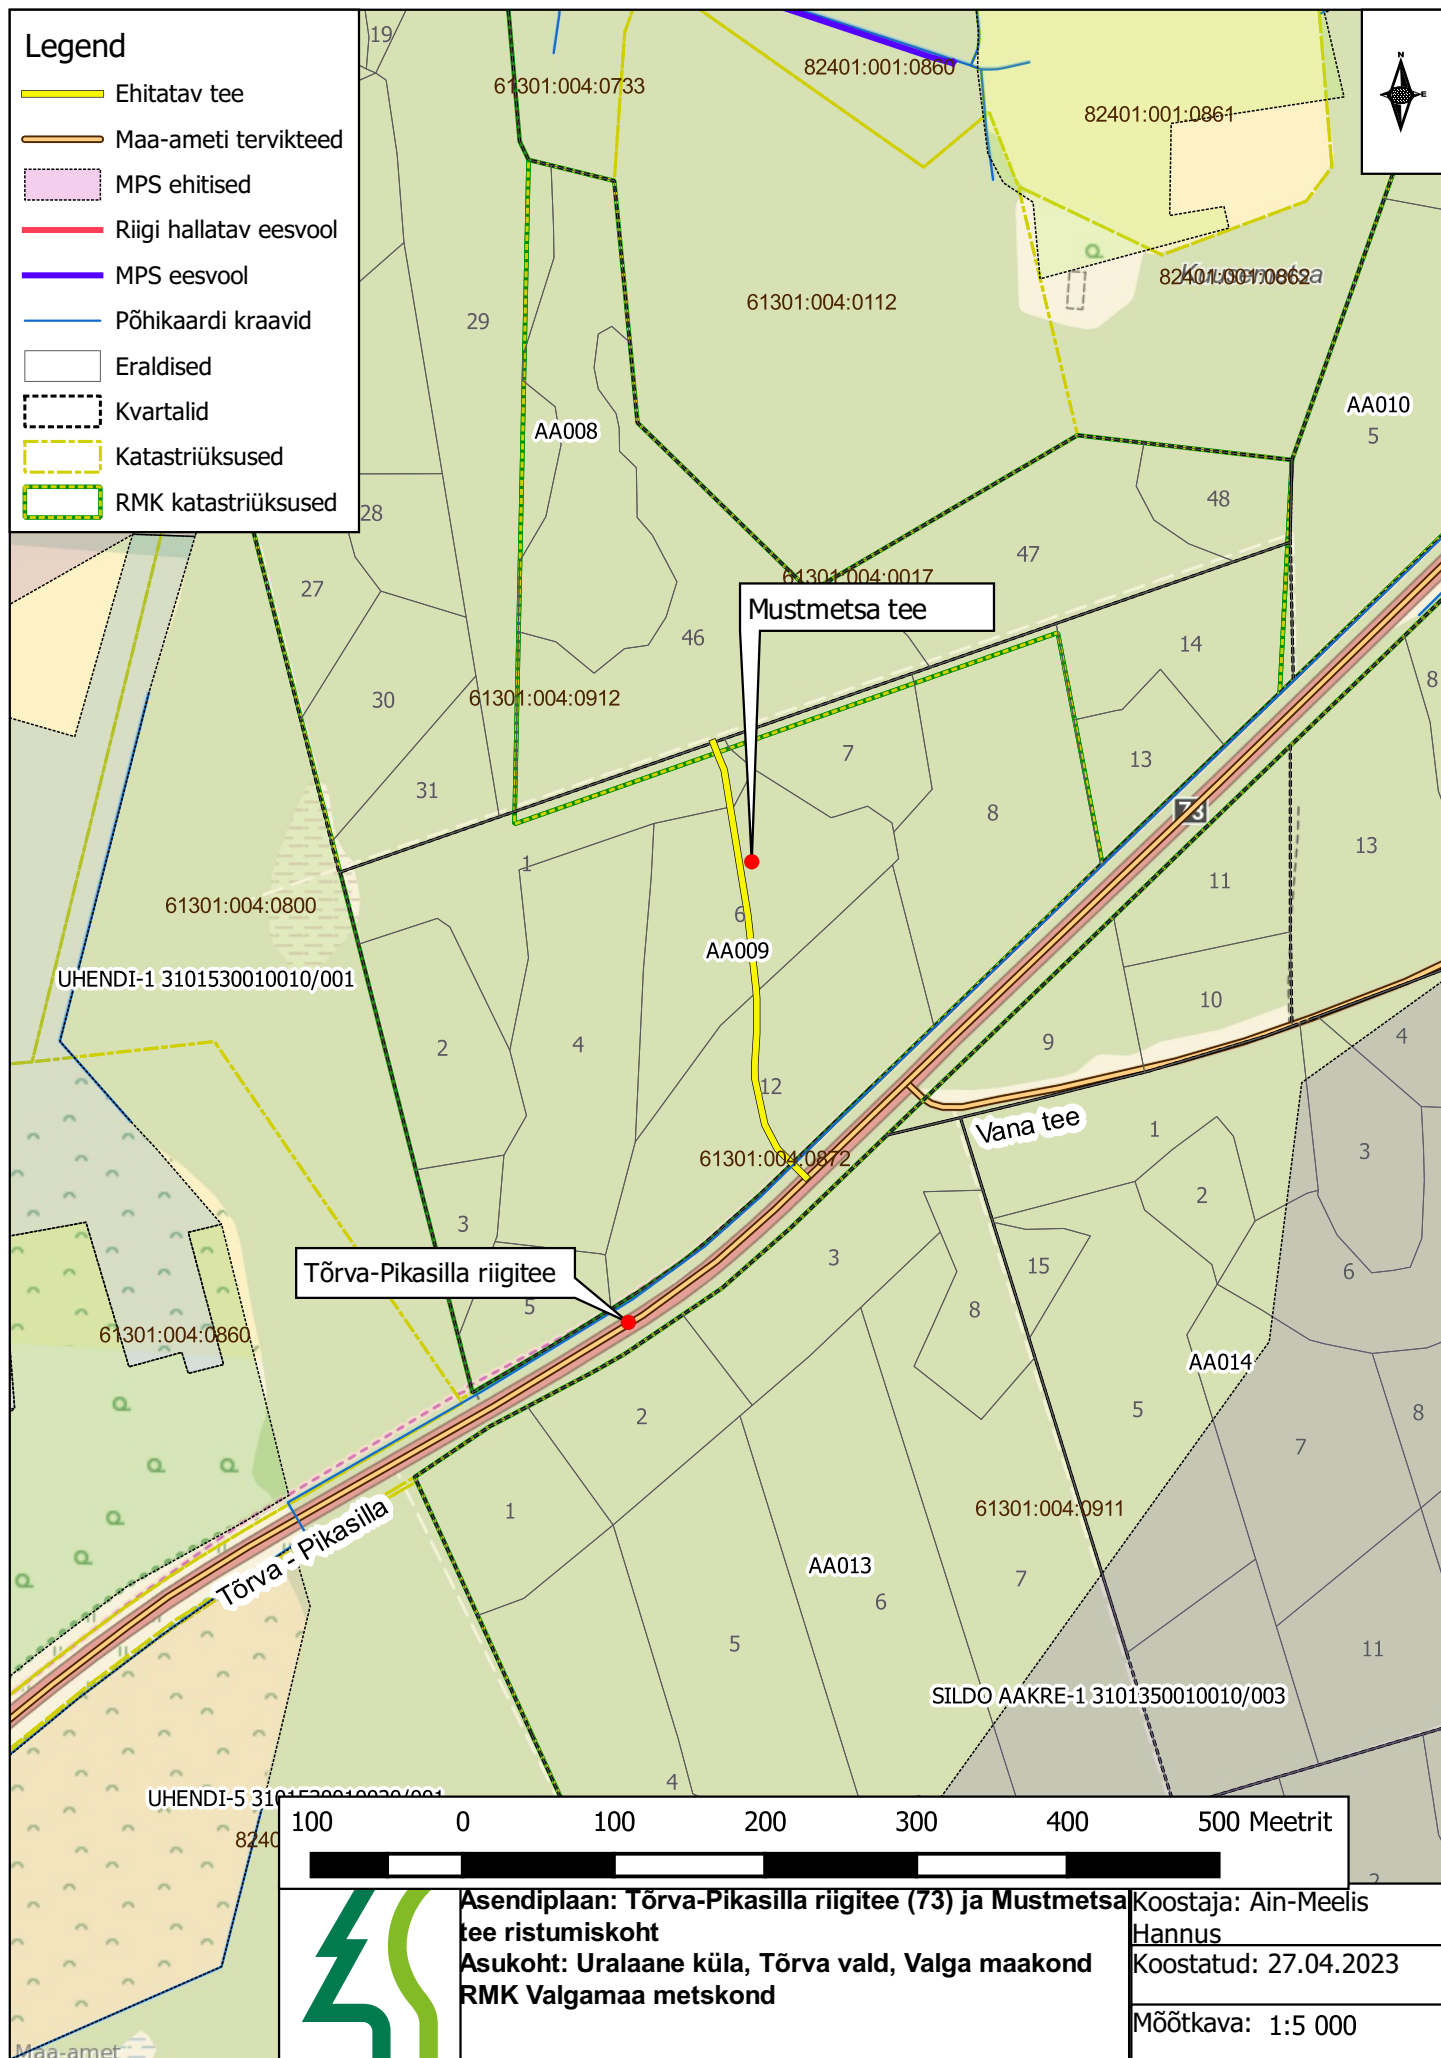 Legend
Ehitatav tee
Maa-ameti tervikteed
MPS ehitised
Riigi hallatav eesvool
MPS eesvool
Põhikaardi kraavid
Eraldised
Kvartalid
Katastriüksused
RMK katastriüksused
19
61301:004:0733
82401:001:0860
82401:001:0861
N
E
82401:001:0862
61301:004:0112
29
AA008
AA010
5
28
48
47
27
61301:004:0017
Mustmetsa tee
46
14
30
61301:004:0912
8
7
13
31
73
8
1
13
11
61301:004:0800
6
AA009
UHENDI-1 3101530010010/001
10
2
4
9
4
12
Vana tee
1
3
61301:004:0872
2
3
3
Tõrva-Pikasilla riigitee
15
6
5
8
61301:004:0860
AA014
2
5
8
7
1
61301:004:0911
Tõrva - Pikasilla
AA013
7
6
5
11
SILDO AAKRE-1 3101350010010/003
4
UHENDI-5
8240
100 0 100 200 300 400 500 Meetrit
2
Asendiplaan: Tõrva-Pikasilla riigitee (73) ja Mustmetsa
tee ristumiskoht
Asukoht: Uralaane küla, Tõrva vald, Valga maakond
RMK Valgamaa metskond
Koostaja: Ain-Meelis
Hannus
Koostatud: 27.04.2023
Mõõtkava: 1:5 000
Maa-amet